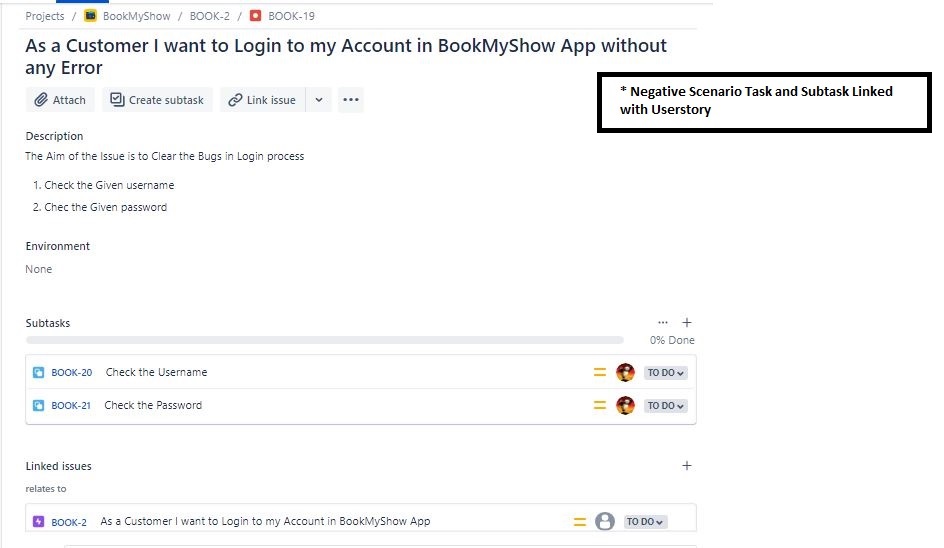 Projects / BookMyShow / BOOK-2 / BOOK-19
As a Customer I want to Login to my Account in BookMyShow App without
any Error
Attach Create subtask Link issue
* Negative Scenario Task and Subtask Linked
with Userstory
Description
The Aim of the Issue is to Clear the Bugs in Login process
1. Check the Given username
2. Chec the Given password
Environment
None
Subtasks
0% Done
BOOK-20 Check the Username TO DO
BOOK-21 Check the Password TO DO
Linked issues
relates to
BOOK-2 As a Customer I want to Login to my Account in BookMyShow App TO DO